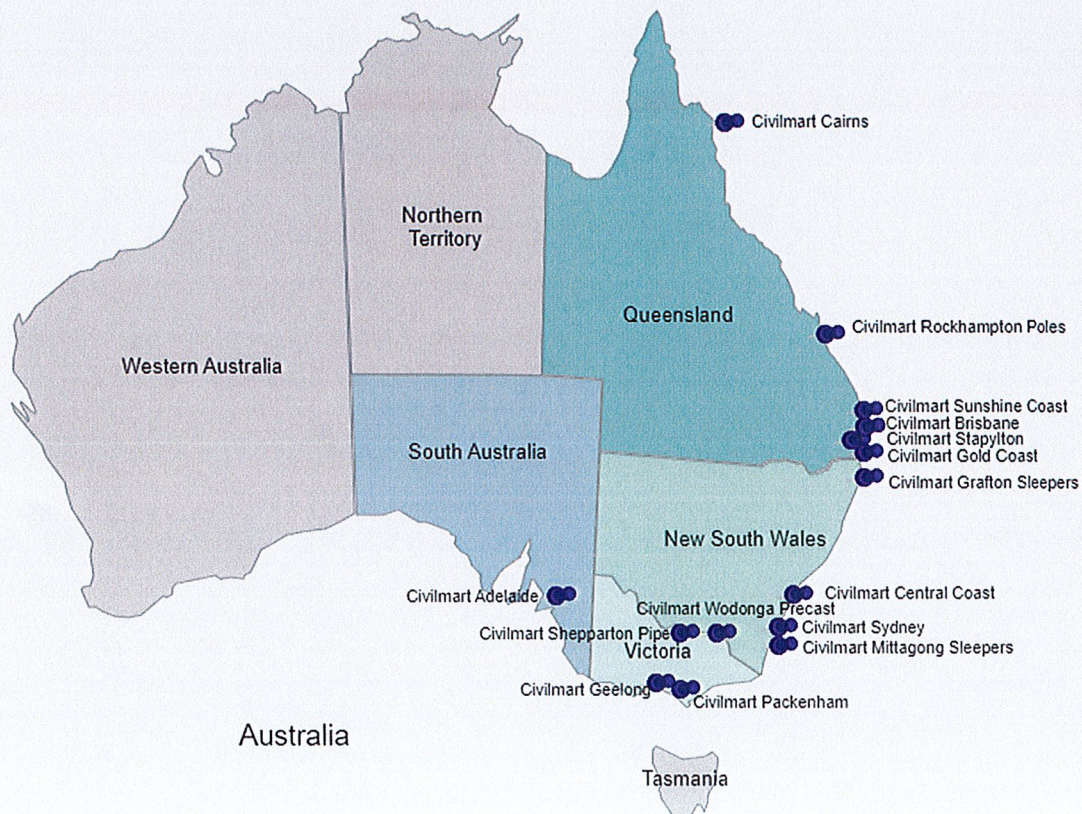 Civilmart Cairns
Northern
Territory
Queensland
Civilmart Rockhampton Poles
Western Australia
Civilmart Sunshine Coast
Civilmart Brisbane
Civilmart Stapylton
South Australia
Civilmart Gold Coast
Civilmart Grafton Sleepers
New South Wales
Civilmart Adelaide
Civilmart Central Coast
Civilmart Wodonga Precast
Civilmart Sydney
Civilmart Shepparton Pipe
Victoria
Civilmart Mittagong Sleepers
Civilmart Geelong
Civilmart Packenham
Australia
Tasmania